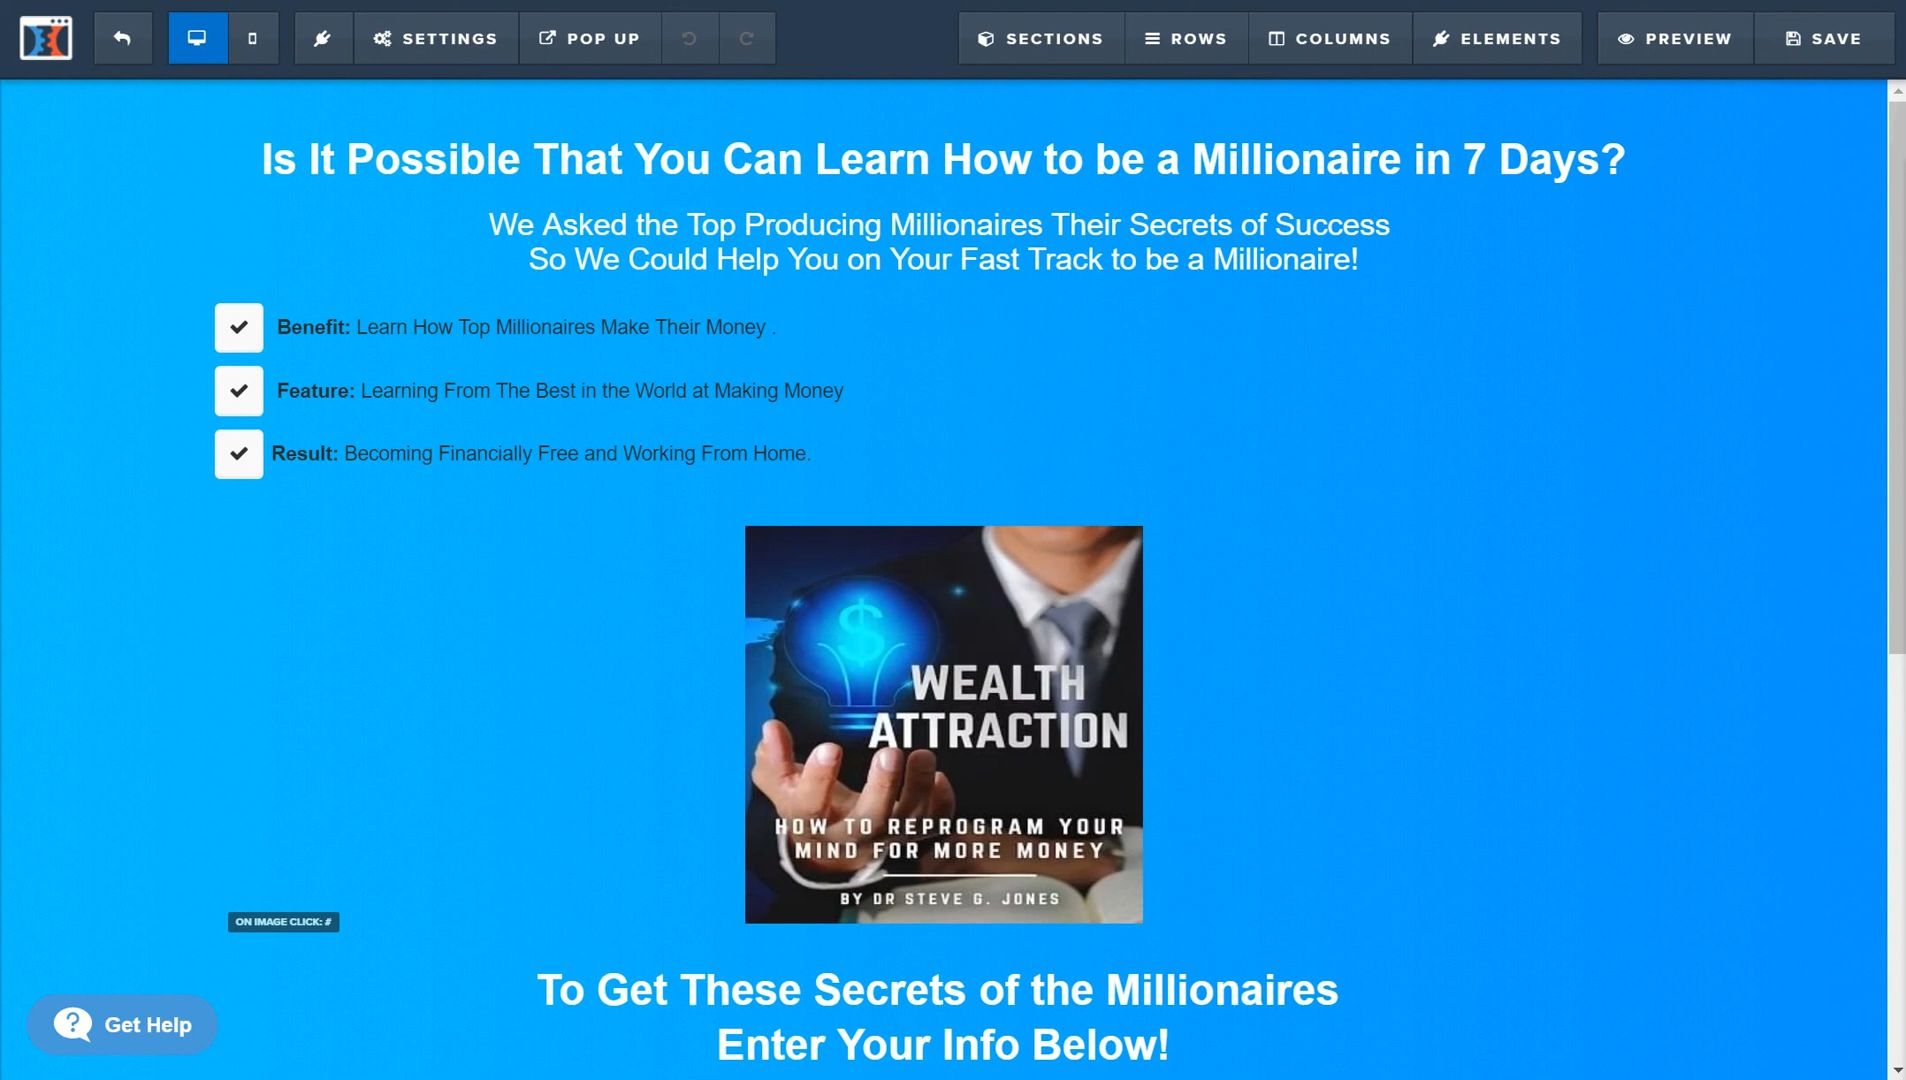 SETTINGS POP UP SECTIONS ROWS COLUMNS ELEMENTS PREVIEW SAVE
Is It Possible That You Can Learn How to be a Millionaire in 7 Days?
We Asked the Top Producing Millionaires Their Secrets of Success
So We Could Help You on Your Fast Track to be a Millionaire!
Benefit: Learn How Top Millionaires Make Their Money .
Feature: Learning From The Best in the World at Making Money
Result: Becoming Financially Free and Working From Home.
$
WEALTH
ATTRACTION
HOW TO REPROGRAM YOUR
MIND FOR MORE MONEY
BY DR STEVE G. JONES
ON IMAGE CLICK: #
To Get These Secrets of the Millionaires
Enter Your Info Below!
? Get Help